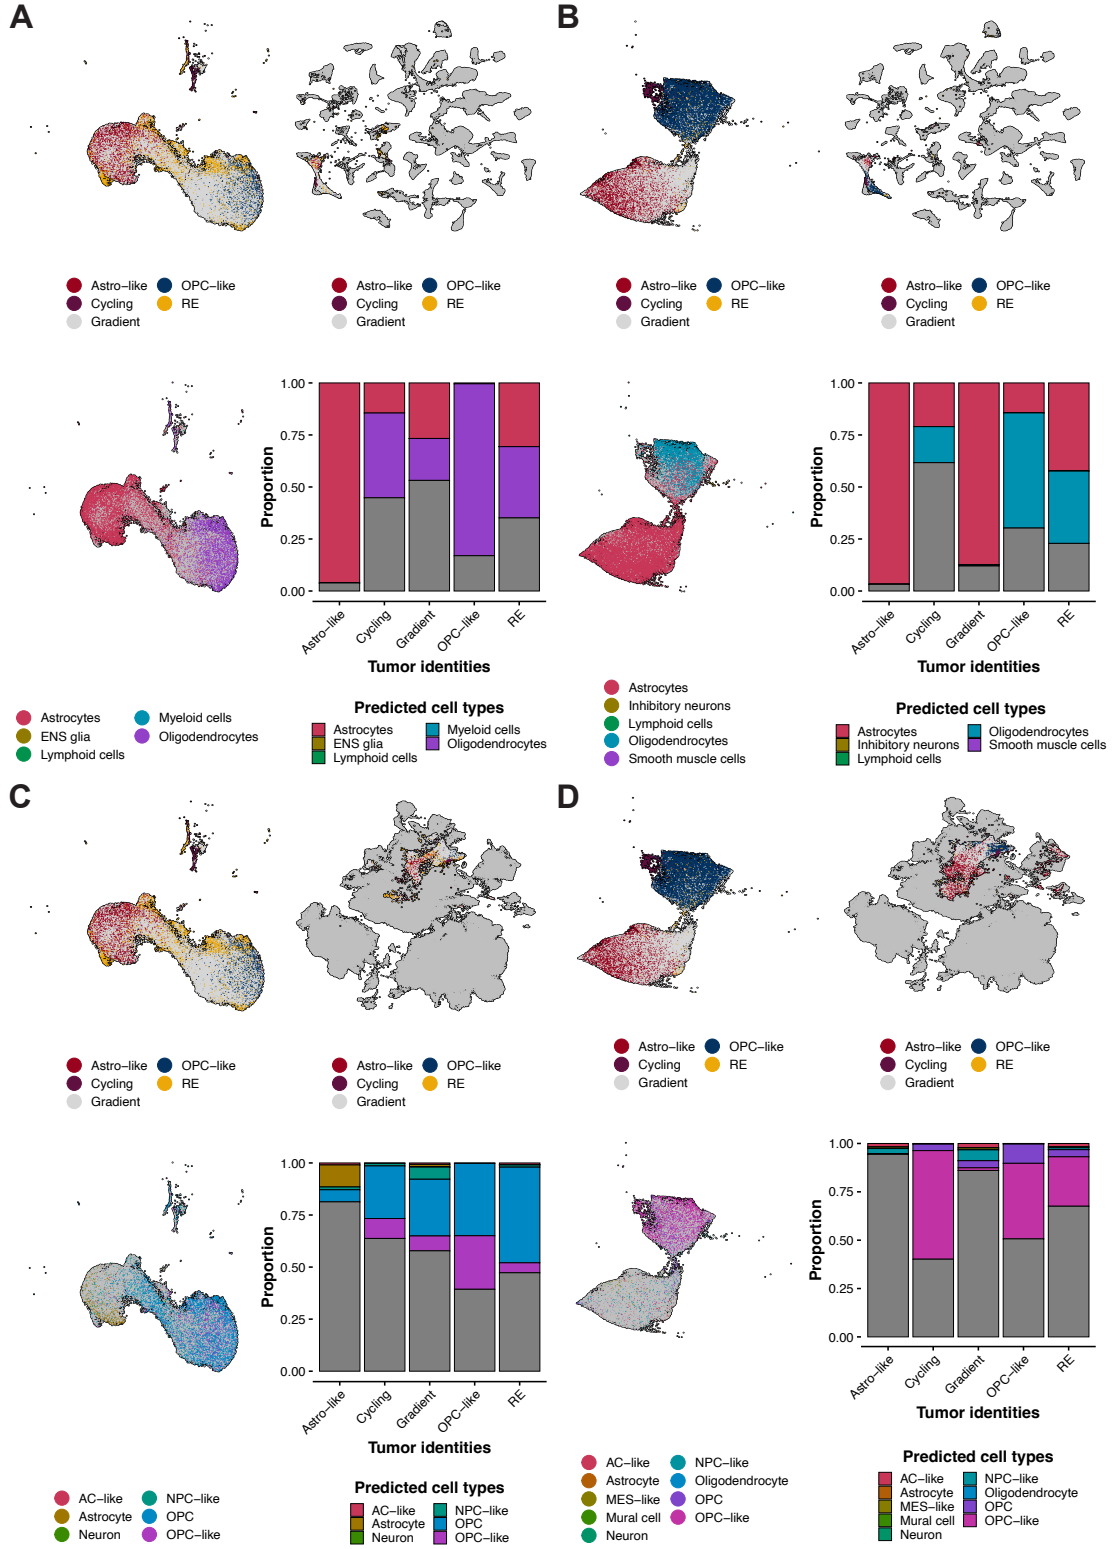 A
B
Astro−like
OPC−like
Cycling
RE
Gradient
Astro−like
OPC−like
Cycling
RE
Gradient
Astro−like
OPC−like
Cycling
RE
Gradient
Astro−like
OPC−like
Cycling
RE
Gradient
1.00
0.75
0.50
0.25
0.00
Proportion
Astro−like
Cycling
Gradient
OPC−like
RE
Tumor identities
Astrocytes
Myeloid cells
ENS glia
Oligodendrocytes
Lymphoid cells
Predicted cell types
Astrocytes
Myeloid cells
ENS glia
Oligodendrocytes
Lymphoid cells
1.00
0.75
0.50
0.25
0.00
Proportion
Astro−like
Cycling
Gradient
OPC−like
RE
Tumor identities
Astrocytes
Inhibitory neurons
Lymphoid cells
Oligodendrocytes
Smooth muscle cells
Predicted cell types
Astrocytes
Oligodendrocytes
Inhibitory neurons
Smooth muscle cells
Lymphoid cells
C
D
Astro−like
OPC−like
Cycling
RE
Gradient
Astro−like
OPC−like
Cycling
RE
Gradient
Astro−like
OPC−like
Cycling
RE
Gradient
Astro−like
OPC−like
Cycling
RE
Gradient
1.00
0.75
0.50
0.25
0.00
Proportion
Astro−like
Cycling
Gradient
OPC−like
RE
Tumor identities
AC−like
NPC−like
Astrocyte
OPC
Neuron
OPC−like
Predicted cell types
AC−like
NPC−like
Astrocyte
OPC
Neuron
OPC−like
1.00
0.75
0.50
0.25
0.00
Proportion
Astro−like
Cycling
Gradient
OPC−like
RE
Tumor identities
AC−like
NPC−like
Astrocyte
Oligodendrocyte
MES−like
OPC
Mural cell
OPC−like
Neuron
Predicted cell types
AC−like
NPC−like
Astrocyte
Oligodendrocyte
MES−like
OPC
Mural cell
OPC−like
Neuron